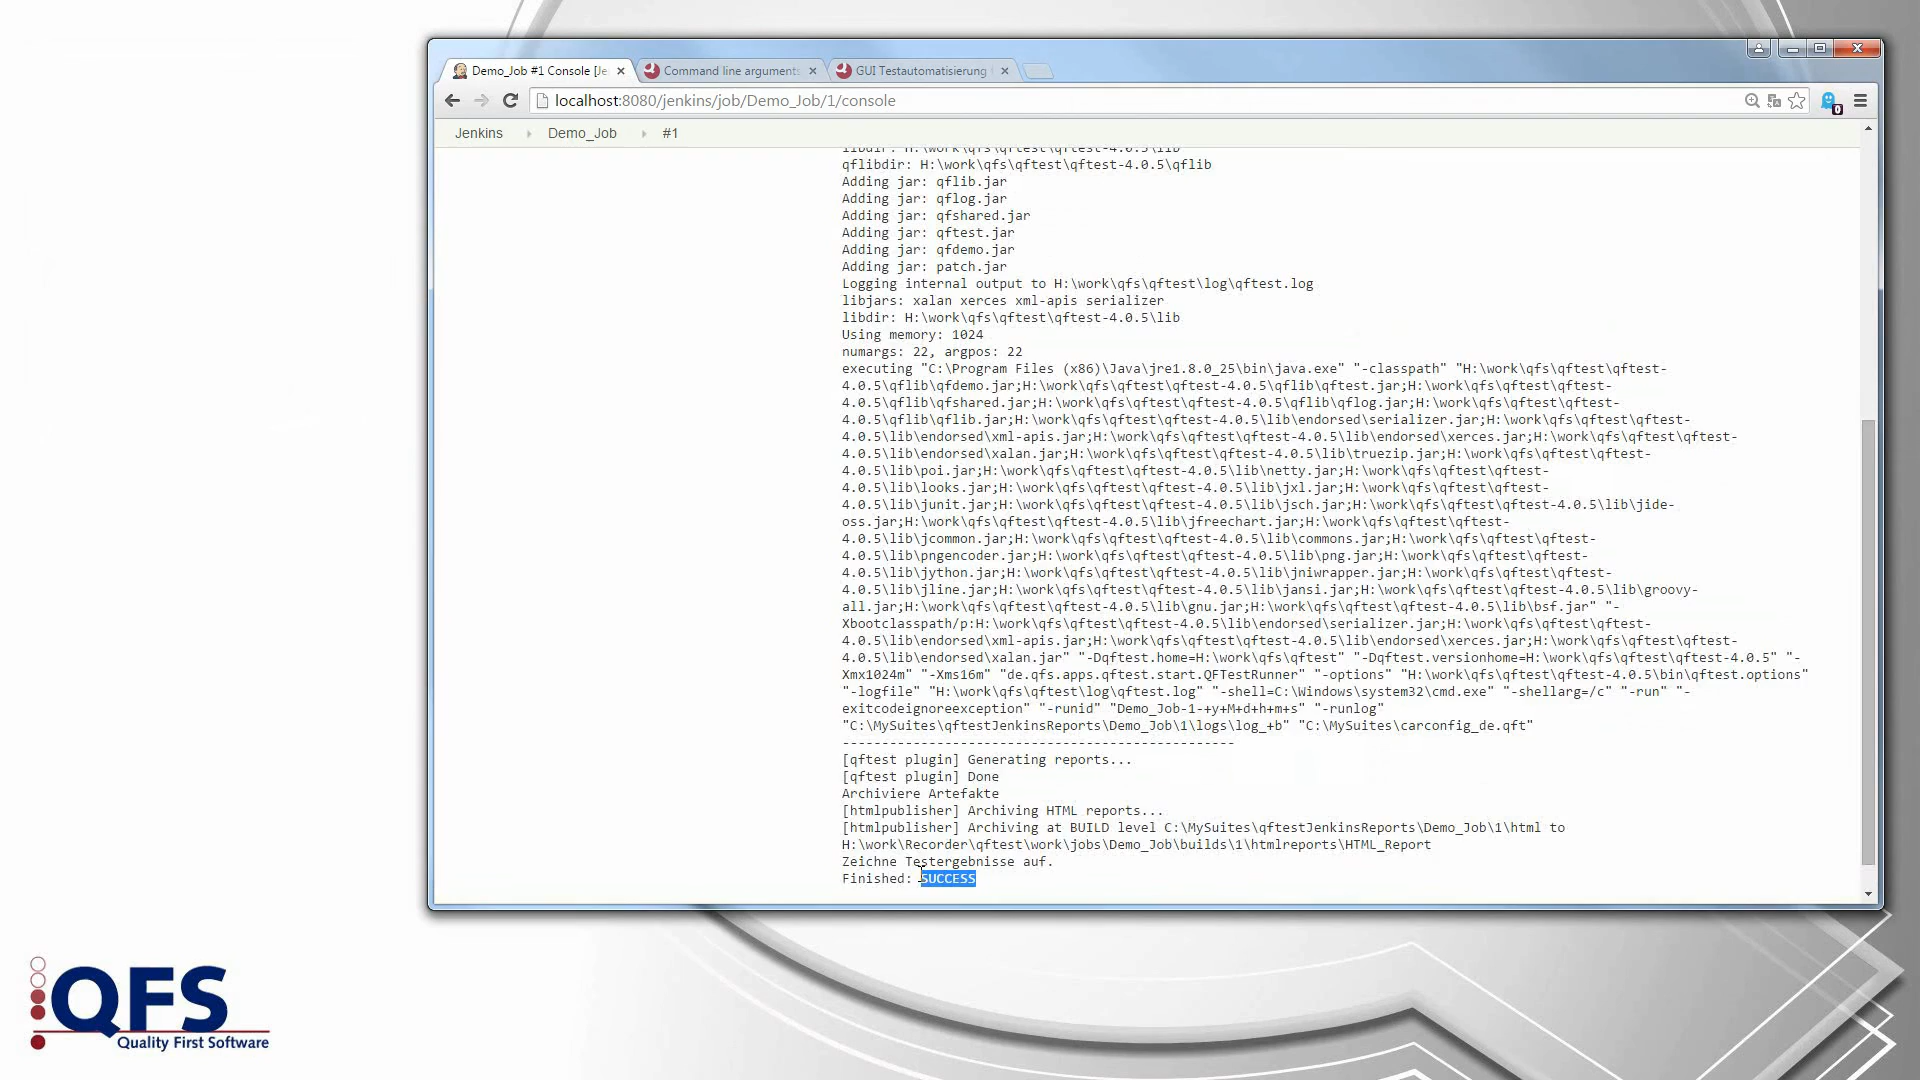 Demo_Job #1 Console [Je
Command line arguments
GUI Testautomatisierung
localhost:8080/jenkins/job/Demo_Job/1/console
0
Jenkins Demo_Job #1
libdir: H:\work\qfs\qftest\qftest-4.0.5\lib
qflibdir: H:\work\qfs\qftest\qftest-4.0.5\qflib
Adding jar: qflib.jar
Adding jar: qflog.jar
Adding jar: qfshared.jar
Adding jar: qftest.jar
Adding jar: qfdemo.jar
Adding jar: patch.jar
Logging internal output to H:\work\qfs\qftest\log\qftest.log
libjars: xalan xerces xml-apis serializer
libdir: H:\work\qfs\qftest\qftest-4.0.5\lib
Using memory: 1024
numargs: 22, argpos: 22
executing "C:\Program Files (x86)\Java\jre1.8.0_25\bin\java.exe" "-classpath" "H:\work\qfs\qftest\qftest-
4.0.5\qflib\qfdemo.jar;H:\work\qfs\qftest\qftest-4.0.5\qflib\qftest.jar;H:\work\qfs\qftest\qftest-
4.0.5\qflib\qfshared.jar;H:\work\qfs\qftest\qftest-4.0.5\qflib\qflog.jar;H:\work\qfs\qftest\qftest-
4.0.5\qflib\qflib.jar;H:\work\qfs\qftest\qftest-4.0.5\lib\endorsed\serializer.jar;H:\work\qfs\qftest\qftest-
4.0.5\lib\endorsed\xml-apis.jar;H:\work\qfs\qftest\qftest-4.0.5\lib\endorsed\xerces.jar;H:\work\qfs\qftest\qftest-
4.0.5\lib\endorsed\xalan.jar;H:\work\qfs\qftest\qftest-4.0.5\lib\truezip.jar;H:\work\qfs\qftest\qftest-
4.0.5\lib\poi.jar;H:\work\qfs\qftest\qftest-4.0.5\lib\netty.jar;H:\work\qfs\qftest\qftest-
4.0.5\lib\looks.jar;H:\work\qfs\qftest\qftest-4.0.5\lib\jxl.jar;H:\work\qfs\qftest\qftest-
4.0.5\lib\junit.jar;H:\work\qfs\qftest\qftest-4.0.5\lib\jsch.jar;H:\work\qfs\qftest\qftest-4.0.5\lib\jide-
oss.jar;H:\work\qfs\qftest\qftest-4.0.5\lib\jfreechart.jar;H:\work\qfs\qftest\qftest-
4.0.5\lib\jcommon.jar;H:\work\qfs\qftest\qftest-4.0.5\lib\commons.jar;H:\work\qfs\qftest\qftest-
4.0.5\lib\pngencoder.jar;H:\work\qfs\qftest\qftest-4.0.5\lib\png.jar;H:\work\qfs\qftest\qftest-
4.0.5\lib\jython.jar;H:\work\qfs\qftest\qftest-4.0.5\lib\jniwrapper.jar;H:\work\qfs\qftest\qftest-
4.0.5\lib\jline.jar;H:\work\qfs\qftest\qftest-4.0.5\lib\jansi.jar;H:\work\qfs\qftest\qftest-4.0.5\lib\groovy-
all.jar;H:\work\qfs\qftest\qftest-4.0.5\lib\gnu.jar;H:\work\qfs\qftest\qftest-4.0.5\lib\bsf.jar" "-
Xbootclasspath/p:H:\work\qfs\qftest\qftest-4.0.5\lib\endorsed\serializer.jar;H:\work\qfs\qftest\qftest-
4.0.5\lib\endorsed\xml-apis.jar;H:\work\qfs\qftest\qftest-4.0.5\lib\endorsed\xerces.jar;H:\work\qfs\qftest\qftest-
4.0.5\lib\endorsed\xalan.jar" "-Dqftest.home=H:\work\qfs\qftest" "-Dqftest.versionhome=H:\work\qfs\qftest\qftest-4.0.5" "-
Xmx1024m" "-Xms16m" "de.qfs.apps.qftest.start.QFTestRunner" "-options" "H:\work\qfs\qftest\qftest-4.0.5\bin\qftest.options"
"-logfile" "H:\work\qfs\qftest\log\qftest.log" "-shell=C:\Windows\system32\cmd.exe" "-shellarg=/c" "-run" "-
exitcodeignoreexception" "-runid" "Demo_Job-1-+y+M+d+h+m+s" "-runlog"
"C:\MySuites\qftestJenkinsReports\Demo_Job\1\logs\log_+b" "C:\MySuites\carconfig_de.qft"
--------------------------------------------------
[qftest plugin] Generating reports...
[qftest plugin] Done
Archiviere Artefakte
[htmlpublisher] Archiving HTML reports...
[htmlpublisher] Archiving at BUILD level C:\MySuites\qftestJenkinsReports\Demo_Job\1\html to
H:\work\Recorder\qftest\work\jobs\Demo_Job\builds\1\htmlreports\HTML_Report
Zeichne Testergebnisse auf.
Finished: SUCCESS
QFS
Quality First Software